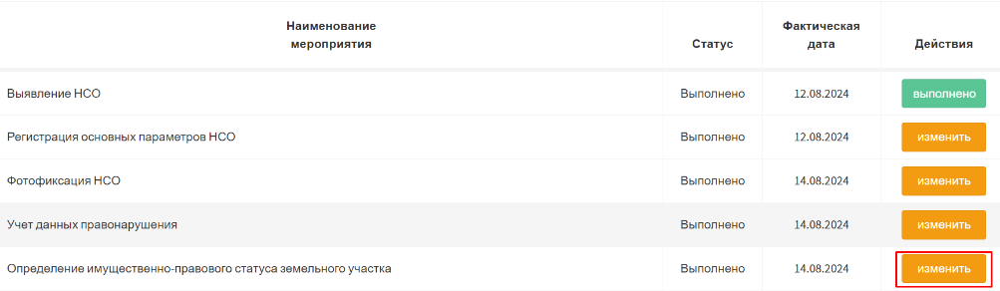 Наименование
мероприятия
Статус
Фактическая
дата
Действия
Выявление НСО Выполнено 12.08.2024 выполнено
Регистрация основных параметров НСО Выполнено 12.08.2024 изменить
Фотофиксация НСО Выполнено 14.08.2024 изменить
Учет данных правонарушения Выполнено 14.08.2024 изменить
Определение имущественно-правового статуса земельного участка Выполнено 14.08.2024 изменить